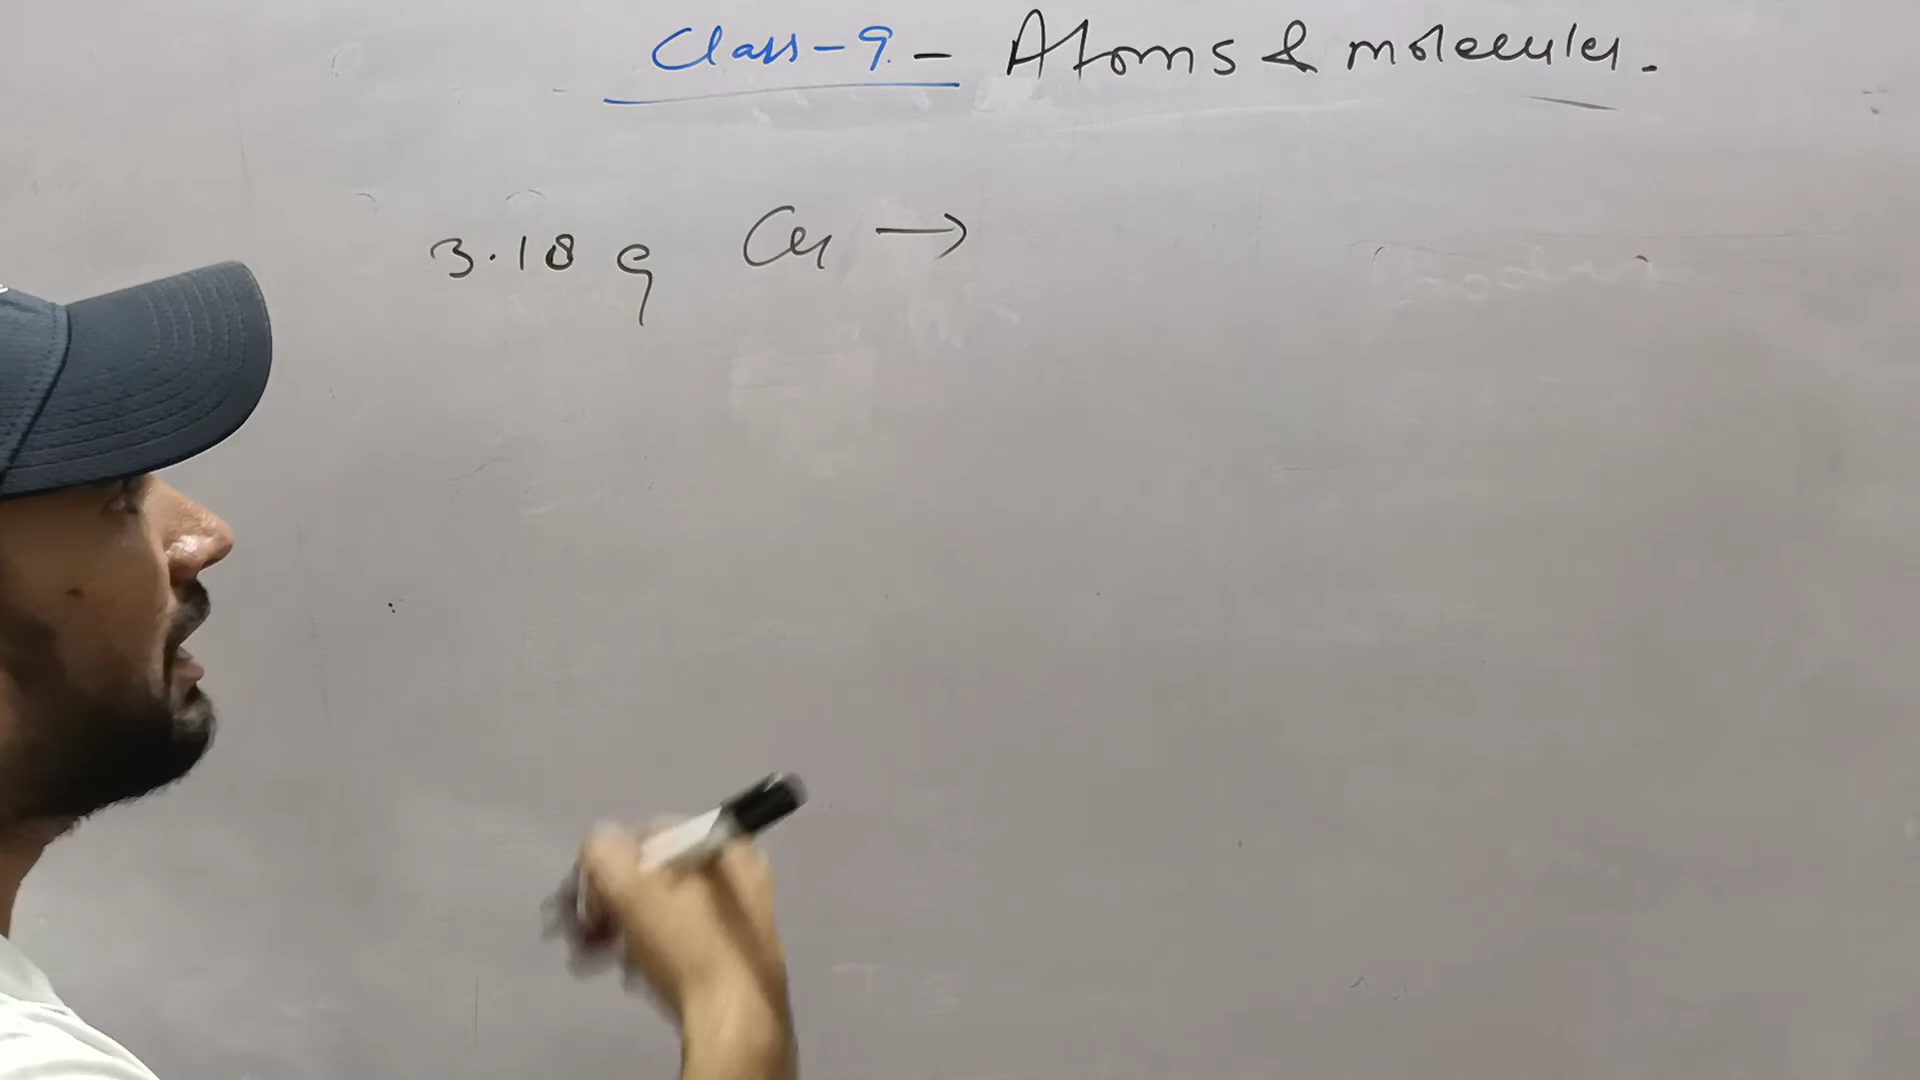 Class-9 - Atoms & molecules.
3.18 g Cu →